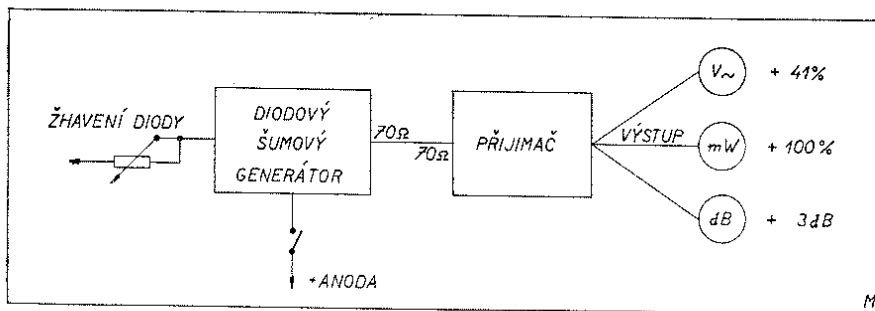 ŽHAVENÍ DIODY
DIODOVÝ
ŠUMOVÝ
GENERÁTOR
+ANODA
70Ω
70Ω
PŘIJIMAČ
VÝSTUP
V~ + 41%
mW + 100%
dB + 3dB
M